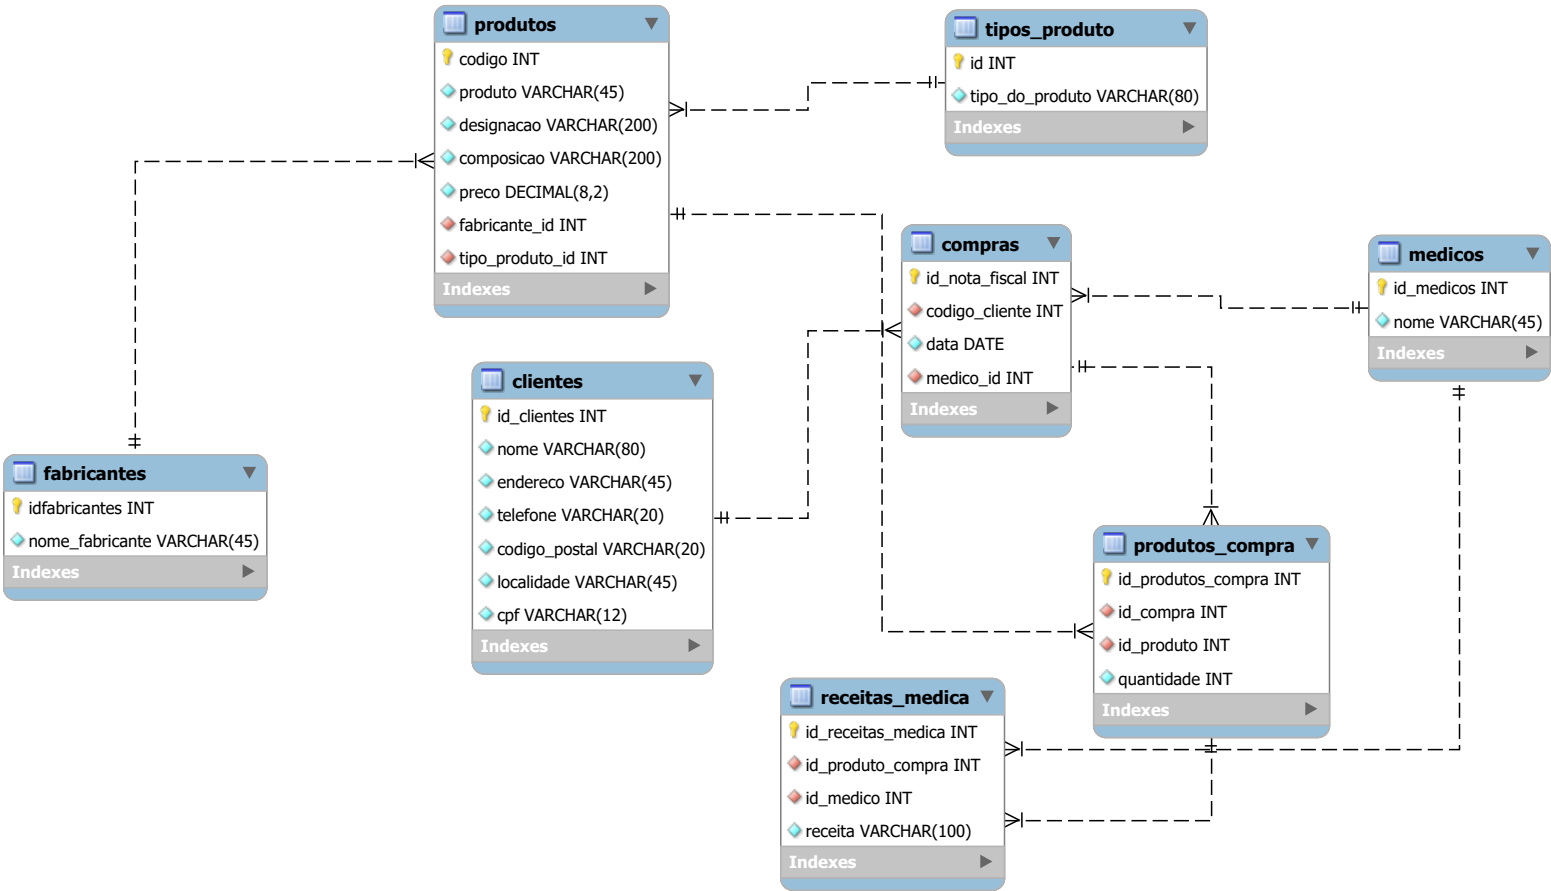 produtos
codigo INT
produto VARCHAR(45)
designacao VARCHAR(200)
composicao VARCHAR(200)
preco DECIMAL(8,2)
fabricante_id INT
tipo_produto_id INT
Indexes
tipos_produto
id INT
tipo_do_produto VARCHAR(80)
Indexes
compras
id_nota_fiscal INT
codigo_cliente INT
data DATE
medico_id INT
Indexes
medicos
id_medicos INT
nome VARCHAR(45)
Indexes
clientes
id_clientes INT
nome VARCHAR(80)
endereco VARCHAR(45)
telefone VARCHAR(20)
codigo_postal VARCHAR(20)
localidade VARCHAR(45)
cpf VARCHAR(12)
Indexes
fabricantes
idfabricantes INT
nome_fabricante VARCHAR(45)
Indexes
produtos_compra
id_produtos_compra INT
id_compra INT
id_produto INT
quantidade INT
Indexes
receitas_medica
id_receitas_medica INT
id_produto_compra INT
id_medico INT
receita VARCHAR(100)
Indexes